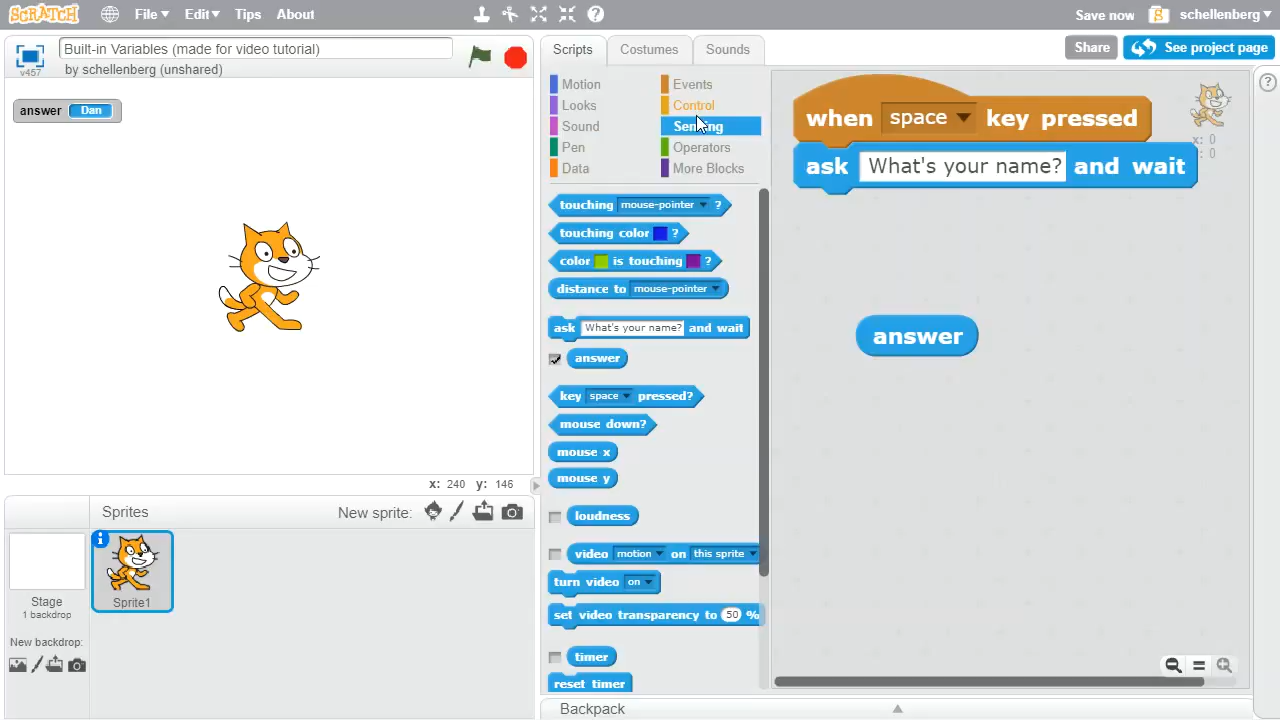 SCRATCH File▼ Edit▼ Tips About Save now S schellenberg▼
v457 Built-in Variables (made for video tutorial)
by schellenberg (unshared)
Share See project page
answer Dan
x: 240 y: 146
Sprites New sprite:
Stage
1 backdrop
New backdrop:
Sprite1
Scripts Costumes Sounds
Motion Events
Looks Control
Sound Sensing
Pen Operators
Data More Blocks
touching mouse-pointer ?
touching color ?
color is touching ?
distance to mouse-pointer
ask What's your name? and wait
answer
key space pressed?
mouse down?
mouse x
mouse y
loudness
video motion on this sprite
turn video on
set video transparency to 50 %
timer
reset timer
when space key pressed
ask What's your name? and wait
answer
x: 0
y: 0
Backpack